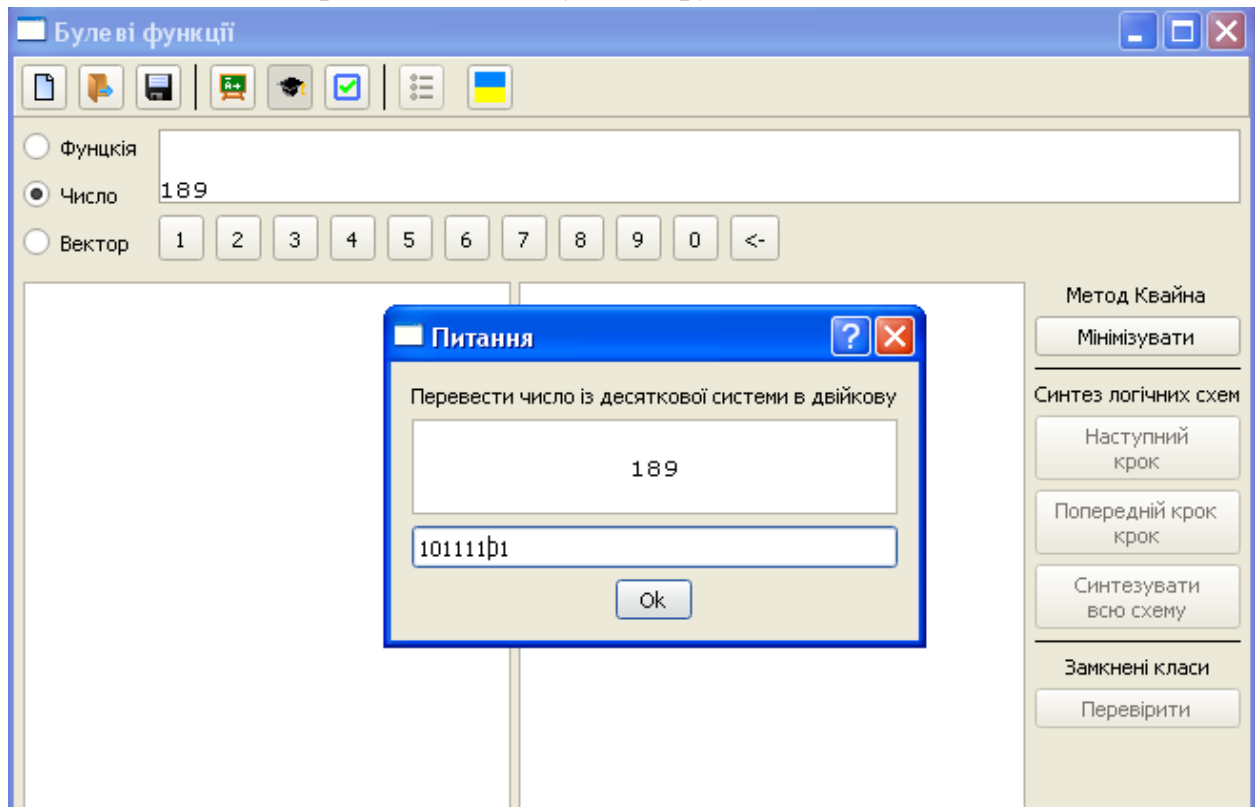 Булеві функції
Фунцкія
Число
189
Вектор
1 2 3 4 5 6 7 8 9 0 <-
Метод Квайна
Мінімізувати
Синтез логічних схем
Наступний
крок
Попередній крок
крок
Синтезувати
всю схему
Замкнені класи
Перевірити
Питання
Перевести число із десяткової системи в двійкову
189
10111101
Ok